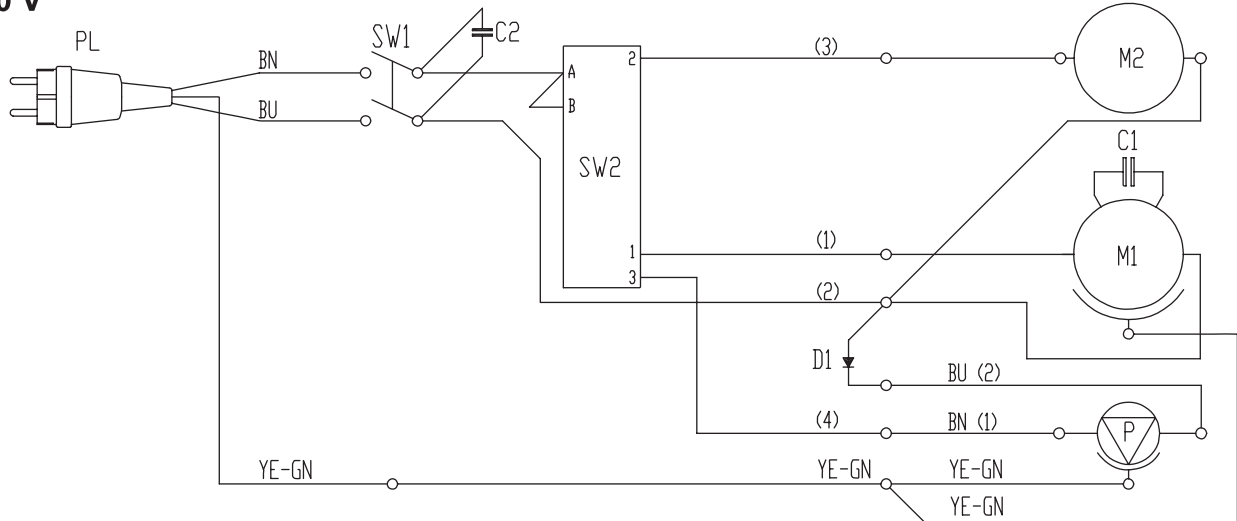 0 V
PL
BN
BU
SW1
C2
A
B
SW2
2
1
3
(3)
M2
C1
(1)
M1
(2)
D1
BU (2)
(4)
BN (1)
P
YE-GN
YE-GN
YE-GN
YE-GN